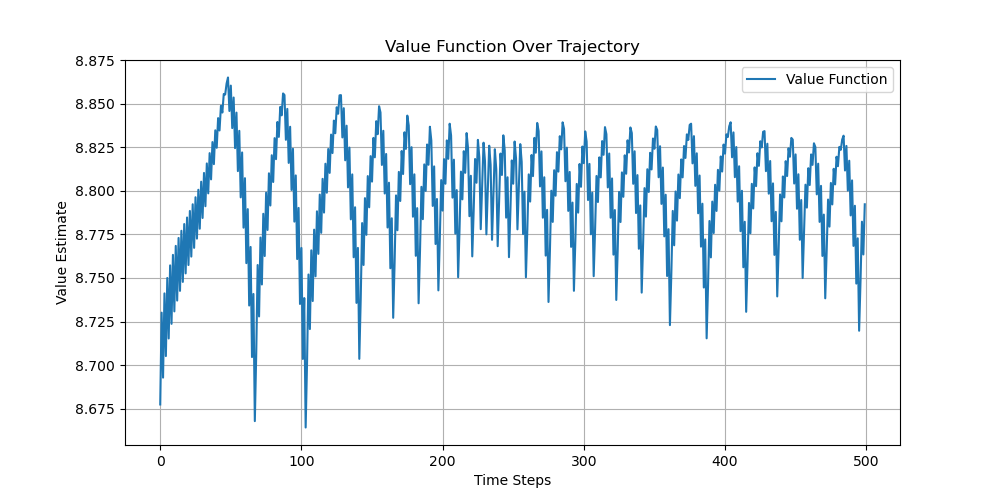 Value Function Over Trajectory
Value Function
8.875
8.850
8.825
8.800
8.775
8.750
8.725
8.700
8.675
Value Estimate
0 100 200 300 400 500
Time Steps